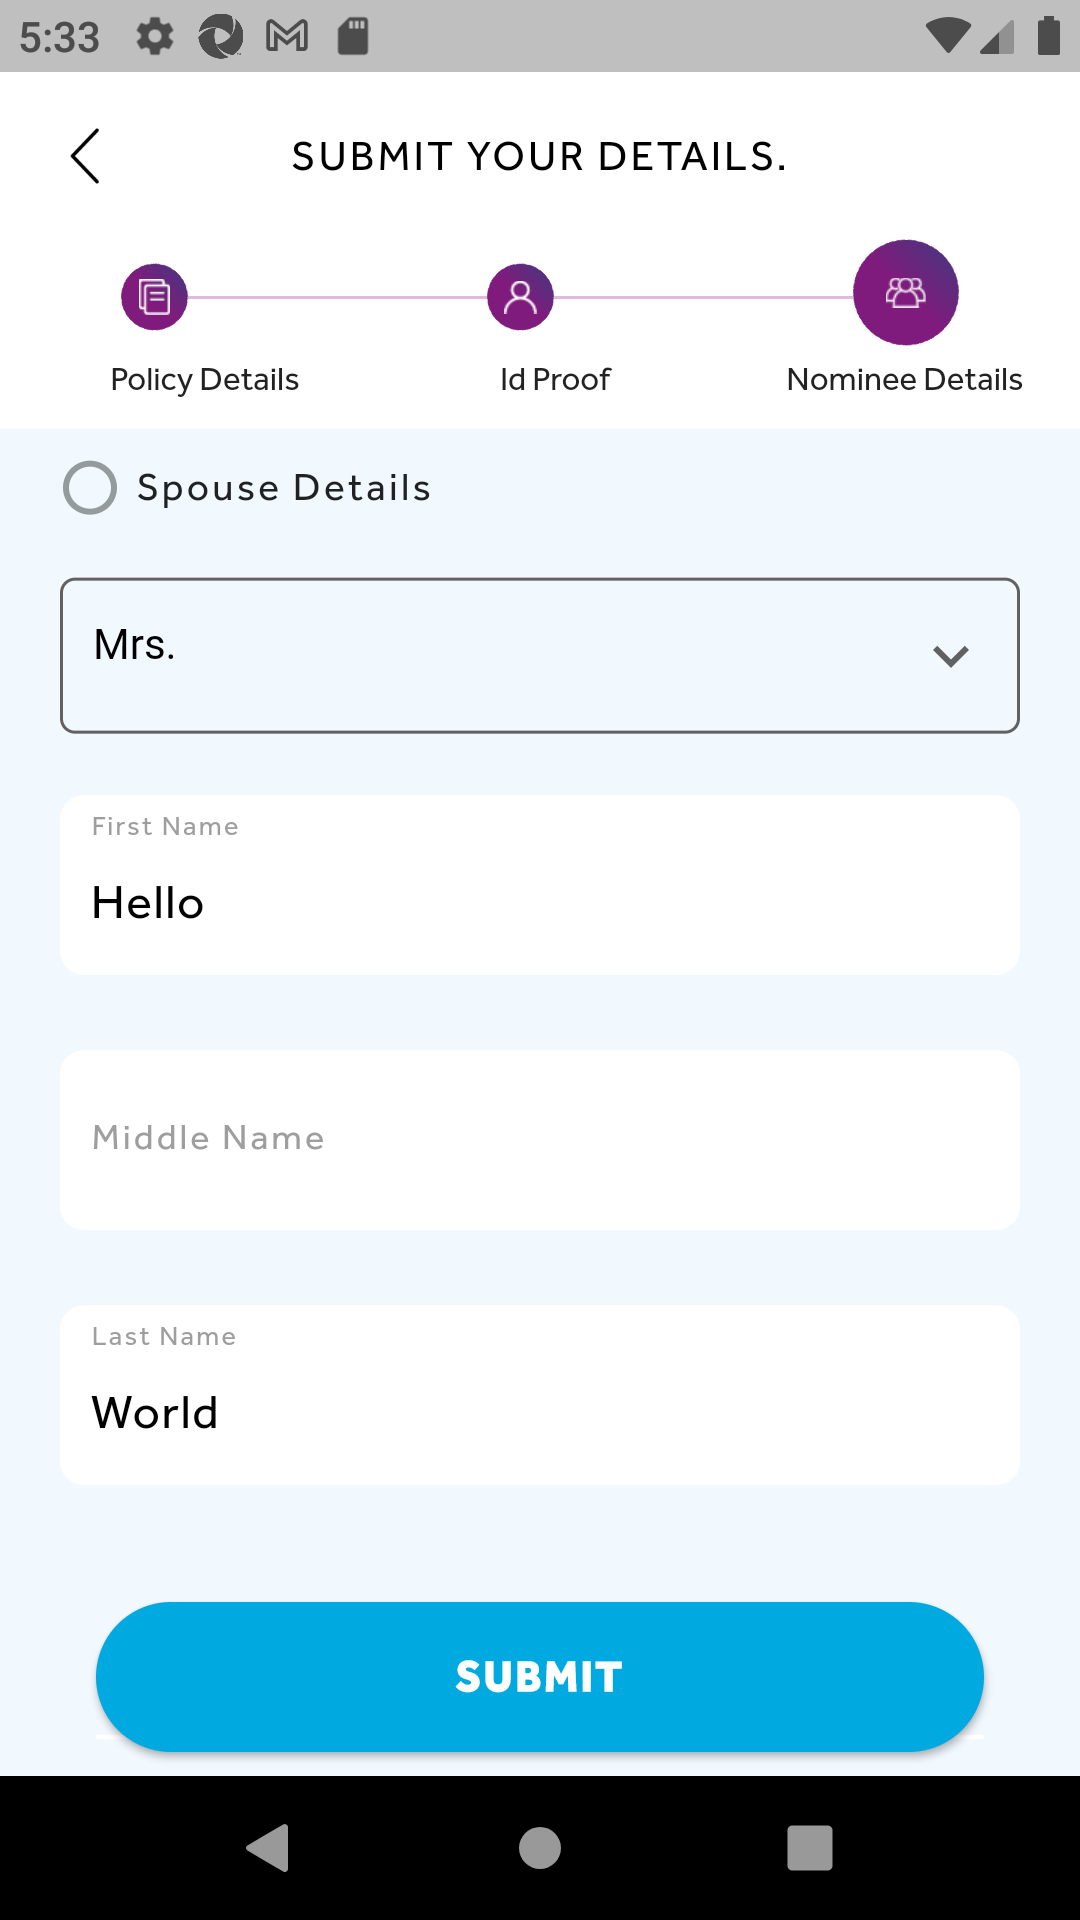 5:33
SUBMIT YOUR DETAILS.
Policy Details
Id Proof
Nominee Details
Spouse Details
Mrs.
First Name
Hello
Middle Name
Last Name
World
SUBMIT